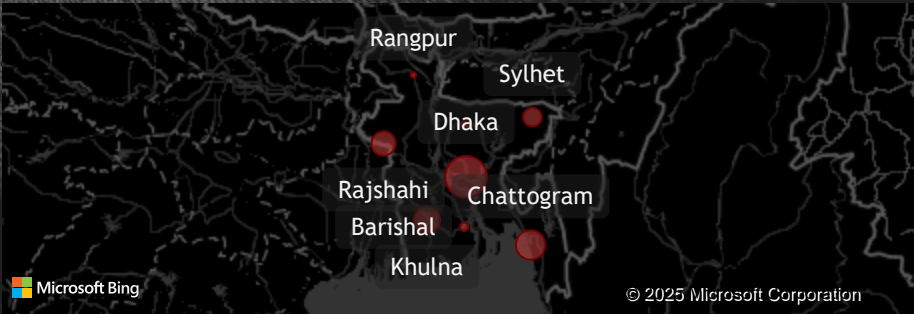 Rangpur
Sylhet
Dhaka
Rajshahi
Chattogram
Barishal
Khulna
Microsoft Bing
© 2025 Microsoft Corporation